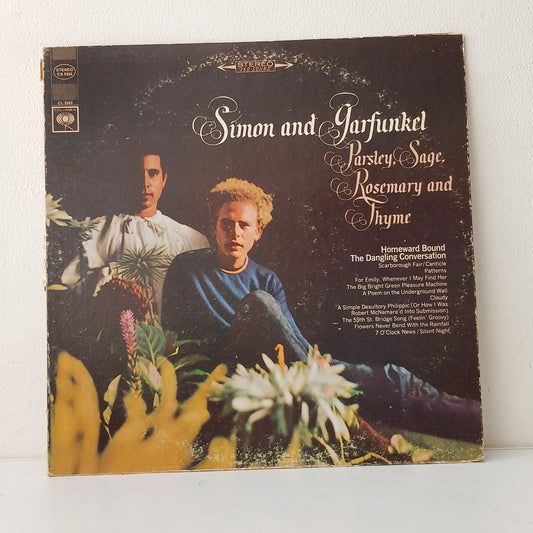 STEREO
CS 9363
CL 2563
COLUMBIA
STEREO
Simon and Garfunkel
Parsley, Sage,
Rosemary and
Thyme
Homeward Bound
The Dangling Conversation
Scarborough Fair/Canticle
Patterns
For Emily, Whenever I May Find Her
The Big Bright Green Pleasure Machine
A Poem on the Underground Wall
Cloudy
A Simple Desultory Philippic (Or How I Was
Robert McNamara'd Into Submission)
The 59th St. Bridge Song (Feelin' Groovy)
Flowers Never Bend With the Rainfall
7 O'Clock News / Silent Night